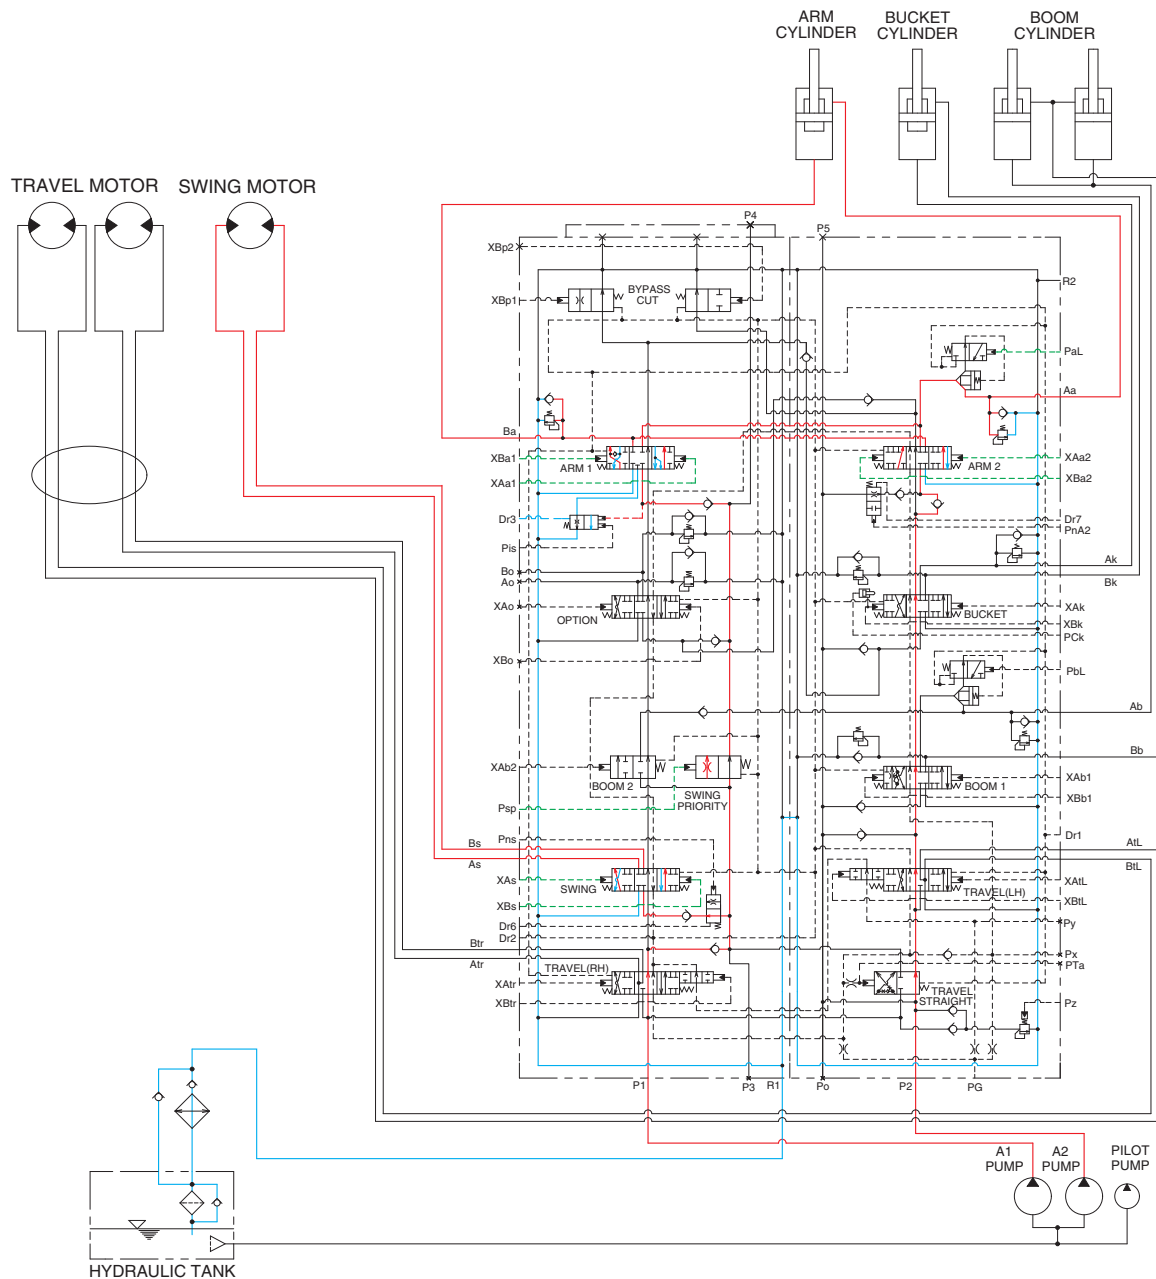 ARM
CYLINDER
BUCKET
CYLINDER
BOOM
CYLINDER
TRAVEL MOTOR
SWING MOTOR
P4
P5
XBp2
R2
XBp1
BYPASS
CUT
PaL
Aa
Ba
XBa1
ARM 1
ARM 2
XAa2
XAa1
XBa2
Dr3
Dr7
PnA2
Pis
Ak
Bo
Ao
Bk
XAo
OPTION
BUCKET
XAk
XBk
PCk
XBo
PbL
Ab
Bb
XAb2
BOOM 2
SWING
PRIORITY
BOOM 1
XAb1
XBb1
Psp
Pns
Dr1
Bs
AtL
As
BtL
XAs
SWING
TRAVEL(LH)
XAtL
XBs
XBtL
Dr6
Py
Dr2
Btr
Px
Atr
TRAVEL(RH)
PTa
XAtr
TRAVEL
STRAIGHT
XBtr
Pz
P1
P3
R1
Po
P2
PG
A1
PUMP
A2
PUMP
PILOT
PUMP
HYDRAULIC TANK